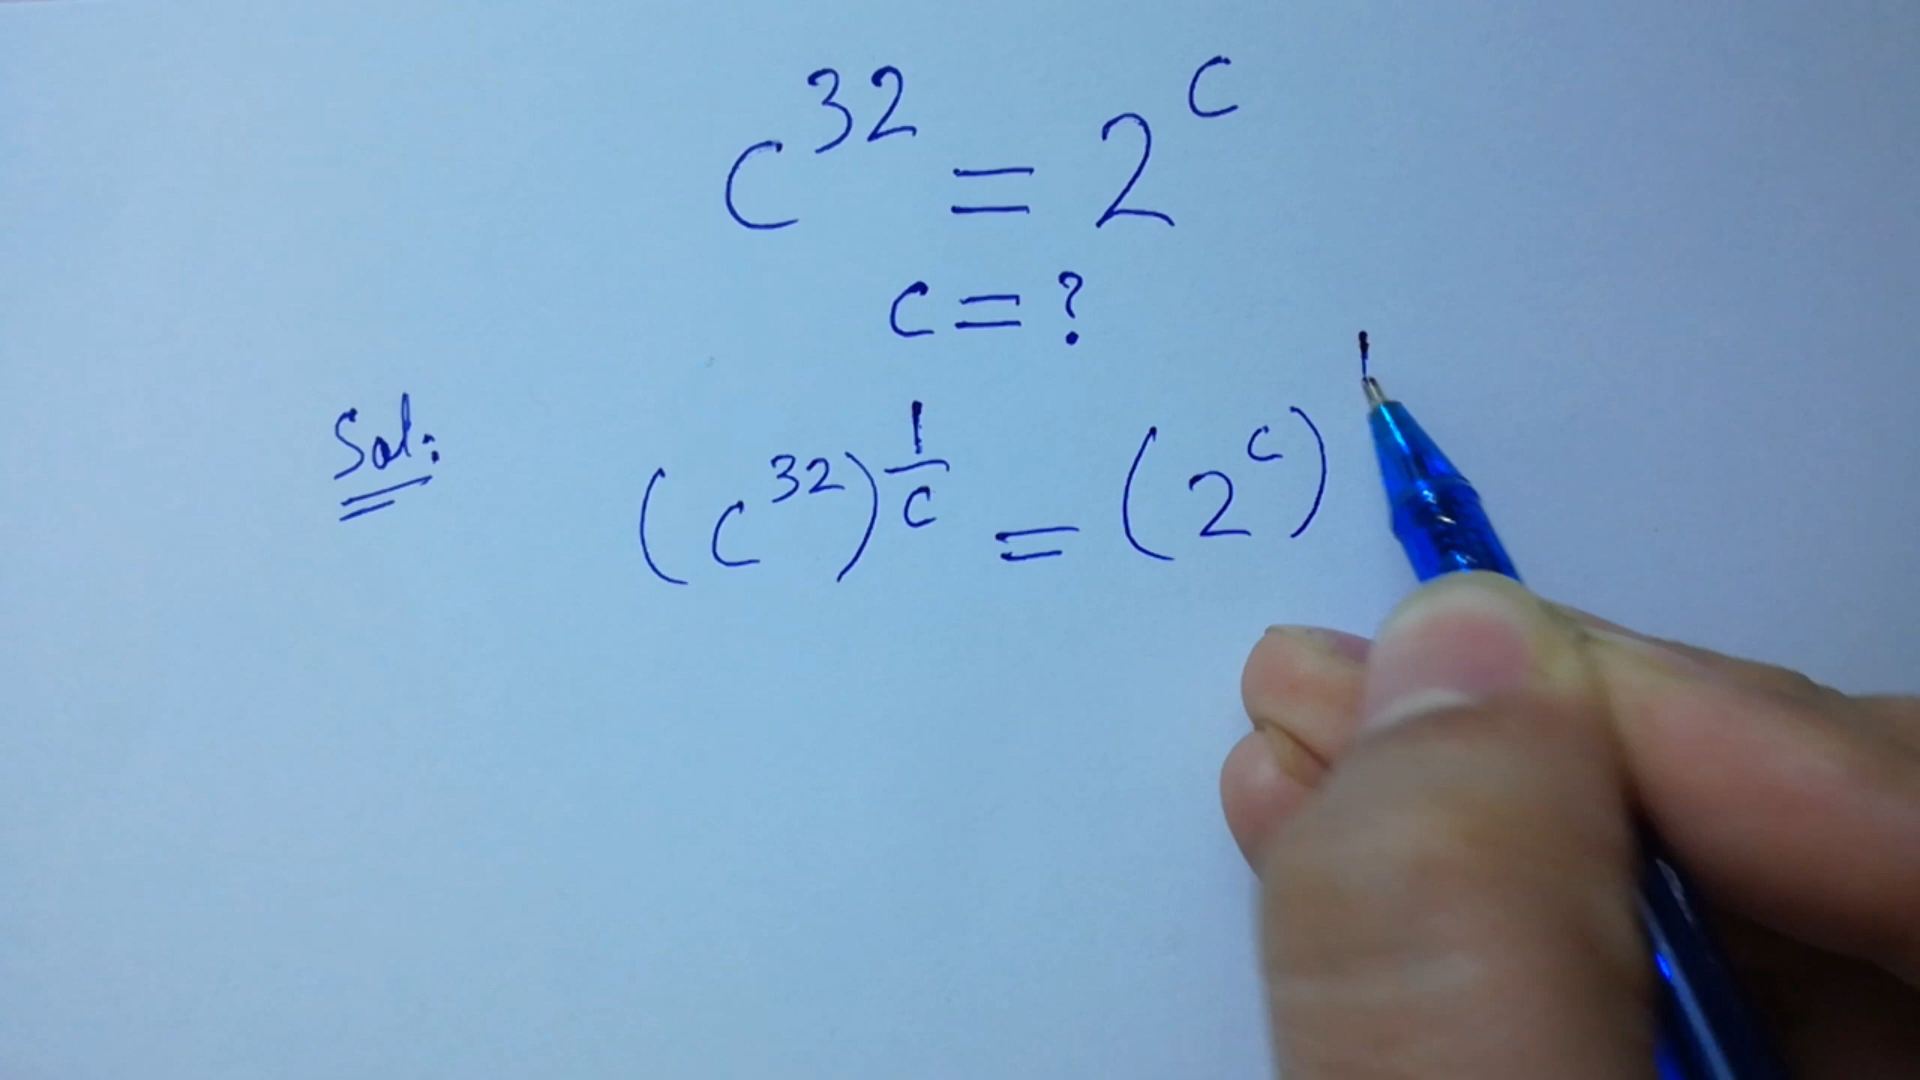 c^32 = 2^c
c = ?
Sol:
(c^32)^1/c = (2^c)^1